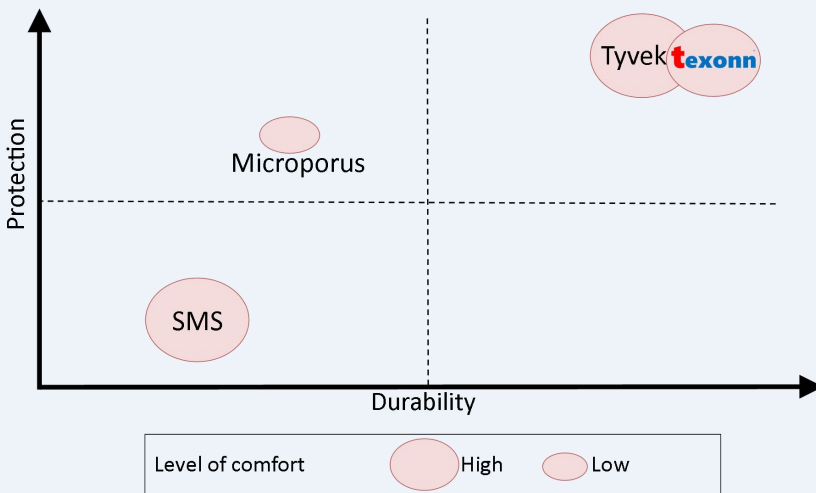 Protection
Tyvek texonn
Microporus
SMS
Durability
Level of comfort High Low